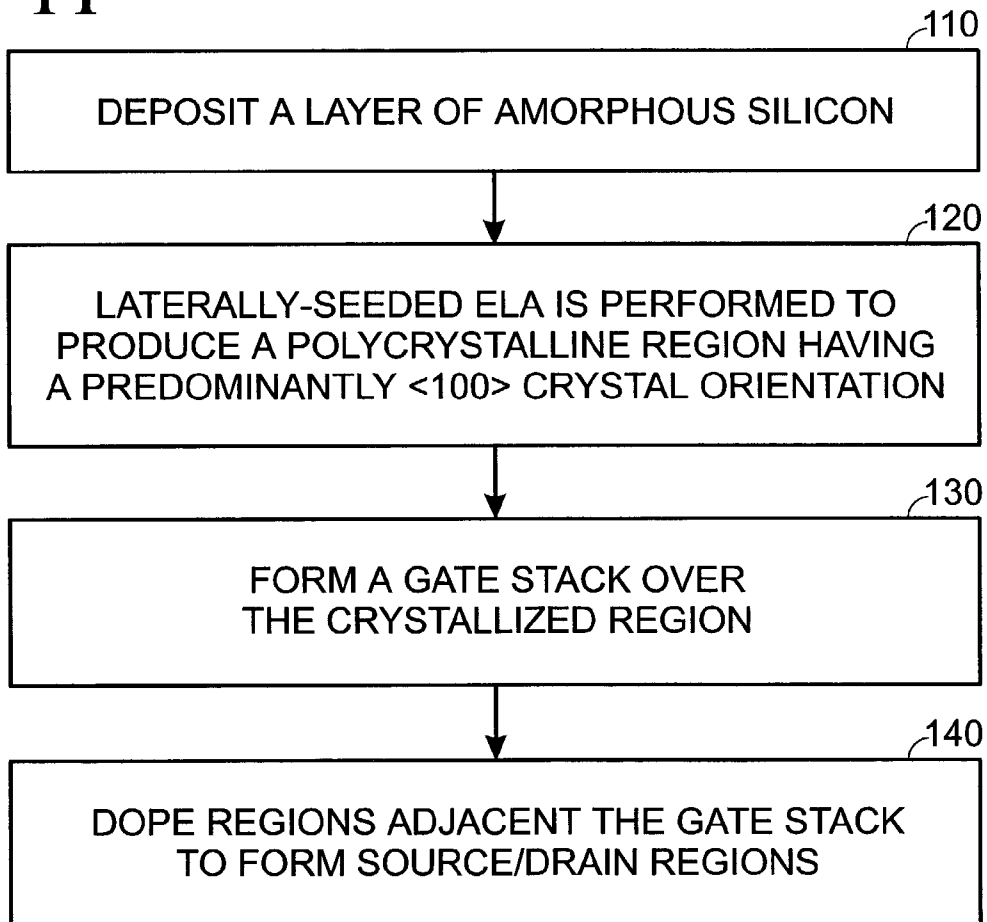 110
DEPOSIT A LAYER OF AMORPHOUS SILICON
120
LATERALLY-SEEDED ELA IS PERFORMED TO
PRODUCE A POLYCRYSTALLINE REGION HAVING
A PREDOMINANTLY <100> CRYSTAL ORIENTATION
130
FORM A GATE STACK OVER
THE CRYSTALLIZED REGION
140
DOPE REGIONS ADJACENT THE GATE STACK
TO FORM SOURCE/DRAIN REGIONS